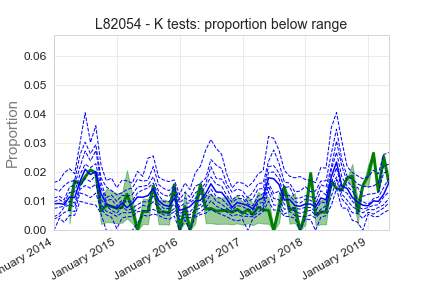 L82054 - K tests: proportion below range
Proportion
0.06
0.05
0.04
0.03
0.02
0.01
0.00
January 2015
January 2016
January 2017
January 2018
January 2019
2014